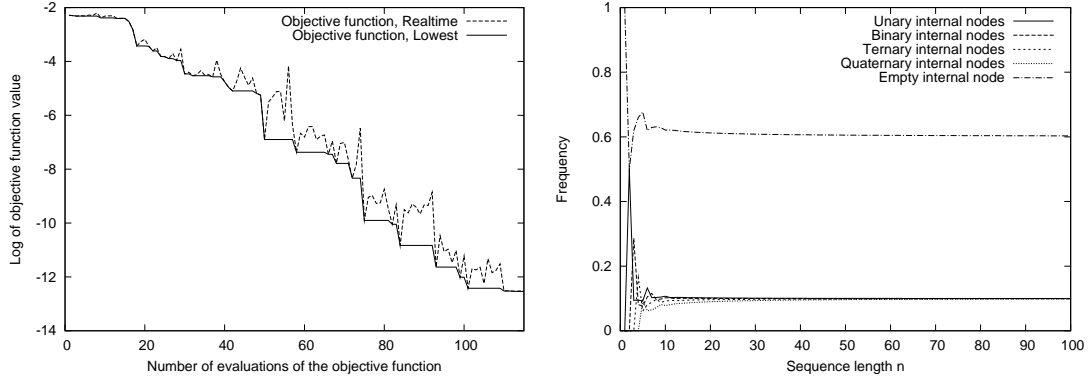 Log of objective function value
-2
-4
-6
-8
-10
-12
-14
0
20
40
60
80
100
Number of evaluations of the objective function
Objective function, Realtime
Objective function, Lowest
Frequency
1
0.8
0.6
0.4
0.2
0
0
10
20
30
40
50
60
70
80
90
100
Sequence length n
Unary internal nodes
Binary internal nodes
Ternary internal nodes
Quaternary internal nodes
Empty internal node